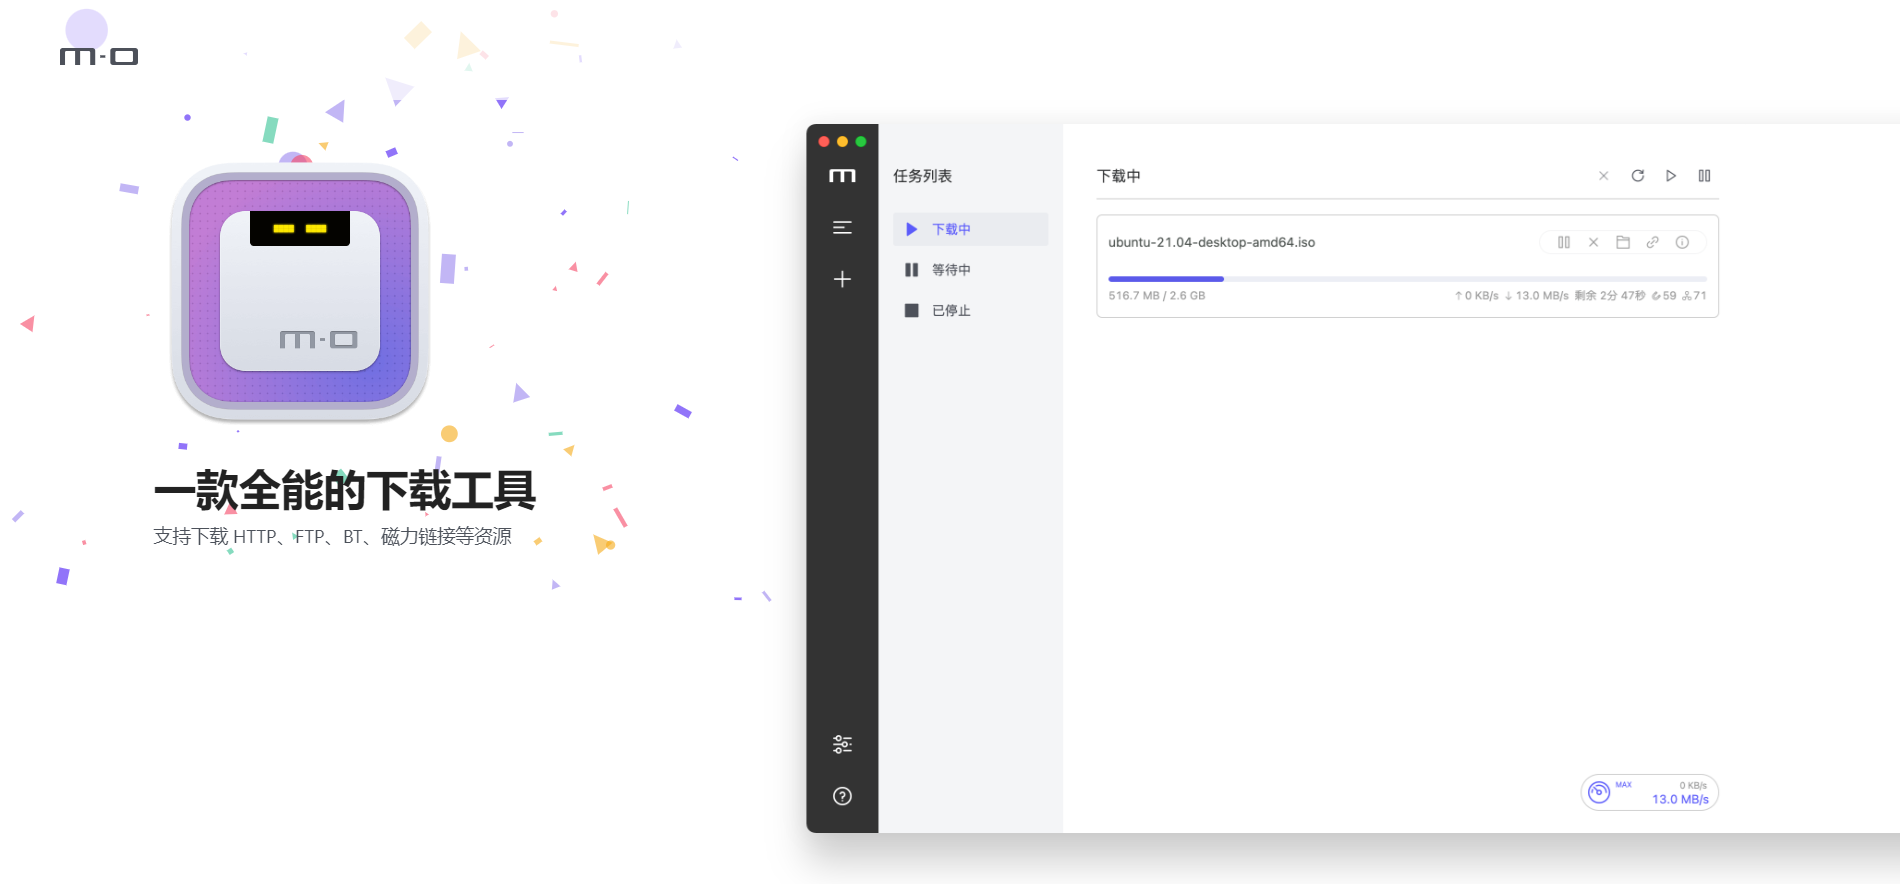 m-o
m-o
一款全能的下载工具
支持下载 HTTP、FTP、BT、磁力链接等资源
m
任务列表
下载中
等待中
已停止
下载中
ubuntu-21.04-desktop-amd64.iso
516.7 MB / 2.6 GB
↑ 0 KB/s ↓ 13.0 MB/s 剩余 2分 47秒 59 71
MAX
0 KB/s
13.0 MB/s